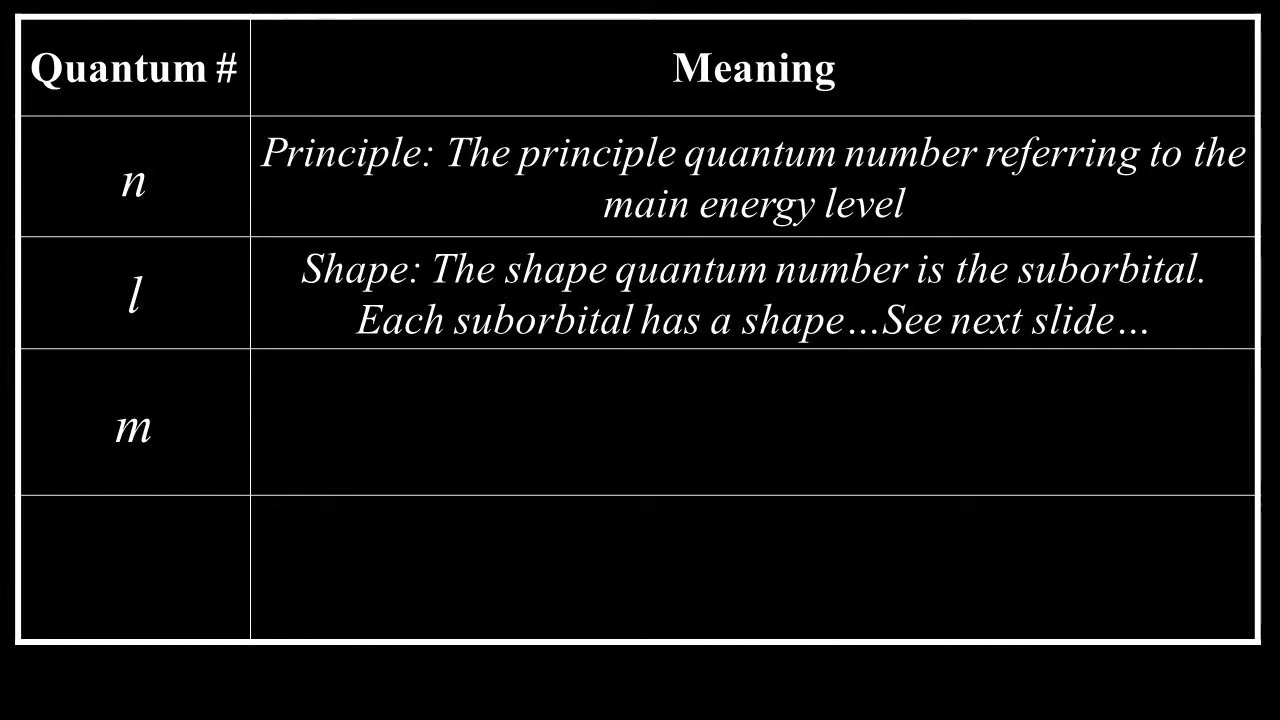 Quantum # Meaning
n
Principle: The principle quantum number referring to the
main energy level
l
Shape: The shape quantum number is the suborbital.
Each suborbital has a shape…See next slide…
m